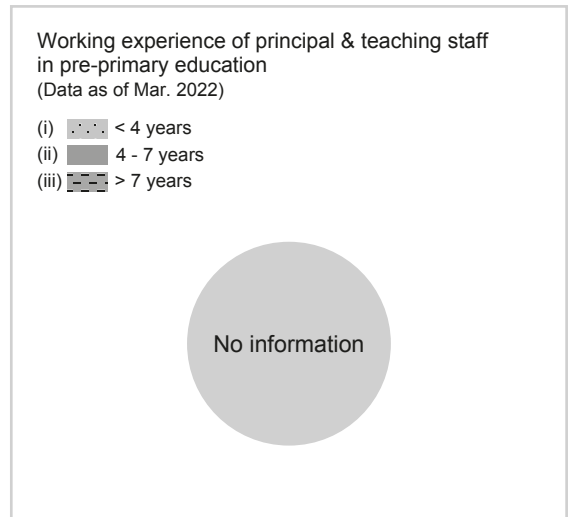 Working experience of principal & teaching staff
in pre-primary education
(Data as of Mar. 2022)
(i) < 4 years
(ii) 4 - 7 years
(iii) > 7 years
No information